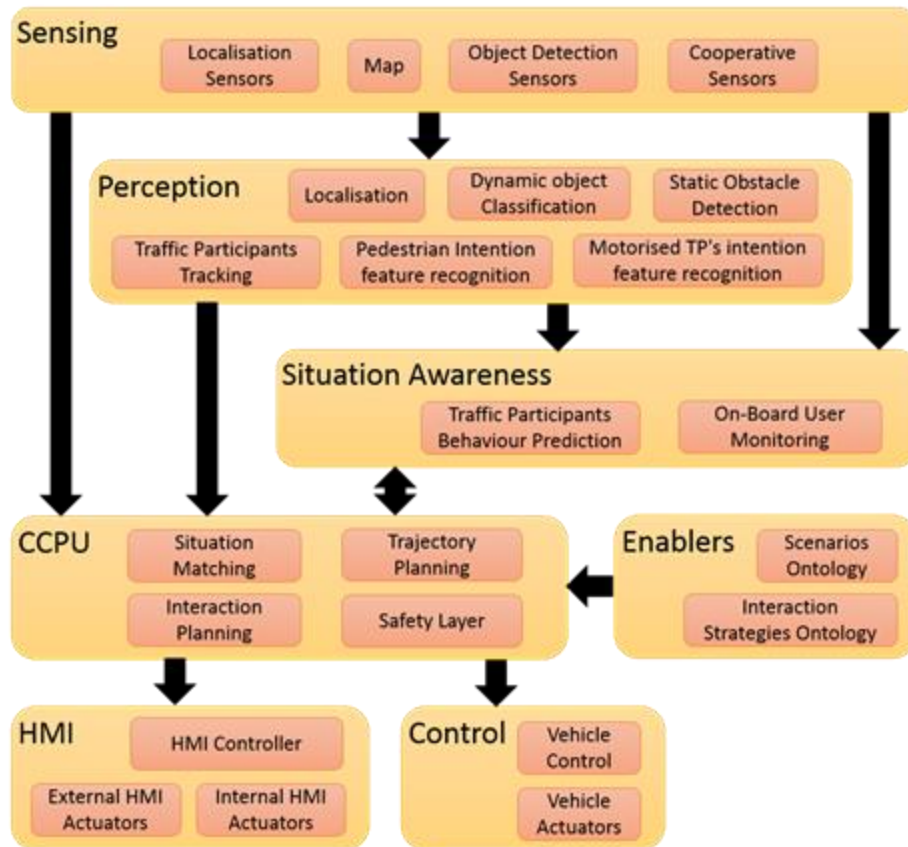 Sensing
Localisation
Sensors
Map
Object Detection
Sensors
Cooperative
Sensors
Perception
Localisation
Dynamic object
Classification
Static Obstacle
Detection
Traffic Participants
Tracking
Pedestrian Intention
feature recognition
Motorised TP's intention
feature recognition
Situation Awareness
Traffic Participants
Behaviour Prediction
On-Board User
Monitoring
CCPU
Situation
Matching
Trajectory
Planning
Interaction
Planning
Safety Layer
Enablers
Scenarios
Ontology
Interaction
Strategies Ontology
HMI
HMI Controller
External HMI
Actuators
Internal HMI
Actuators
Control
Vehicle
Control
Vehicle
Actuators